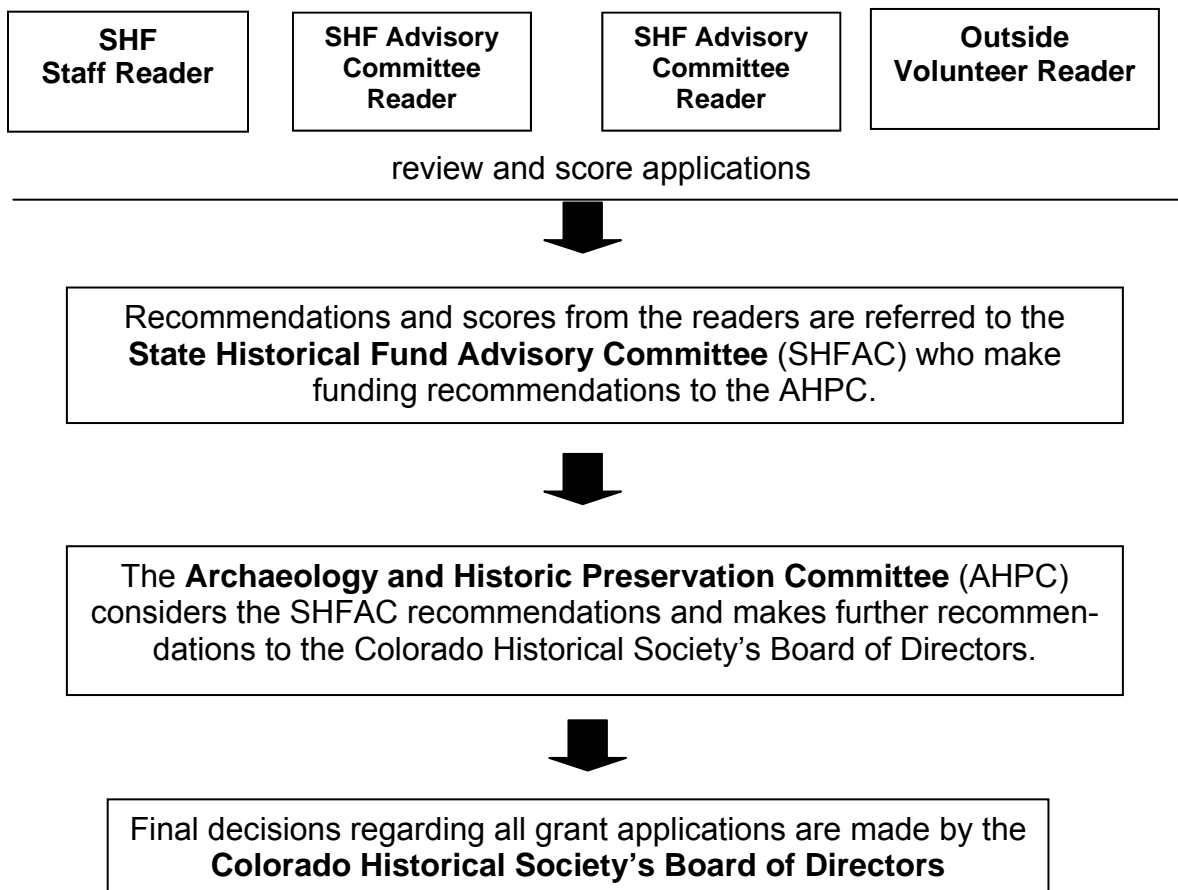 SHF
Staff Reader
SHF Advisory
Committee
Reader
SHF Advisory
Committee
Reader
Outside
Volunteer Reader
review and score applications
Recommendations and scores from the readers are referred to the
State Historical Fund Advisory Committee (SHFAC) who make
funding recommendations to the AHPC.
The Archaeology and Historic Preservation Committee (AHPC)
considers the SHFAC recommendations and makes further recommen-
dations to the Colorado Historical Society’s Board of Directors.
Final decisions regarding all grant applications are made by the
Colorado Historical Society’s Board of Directors